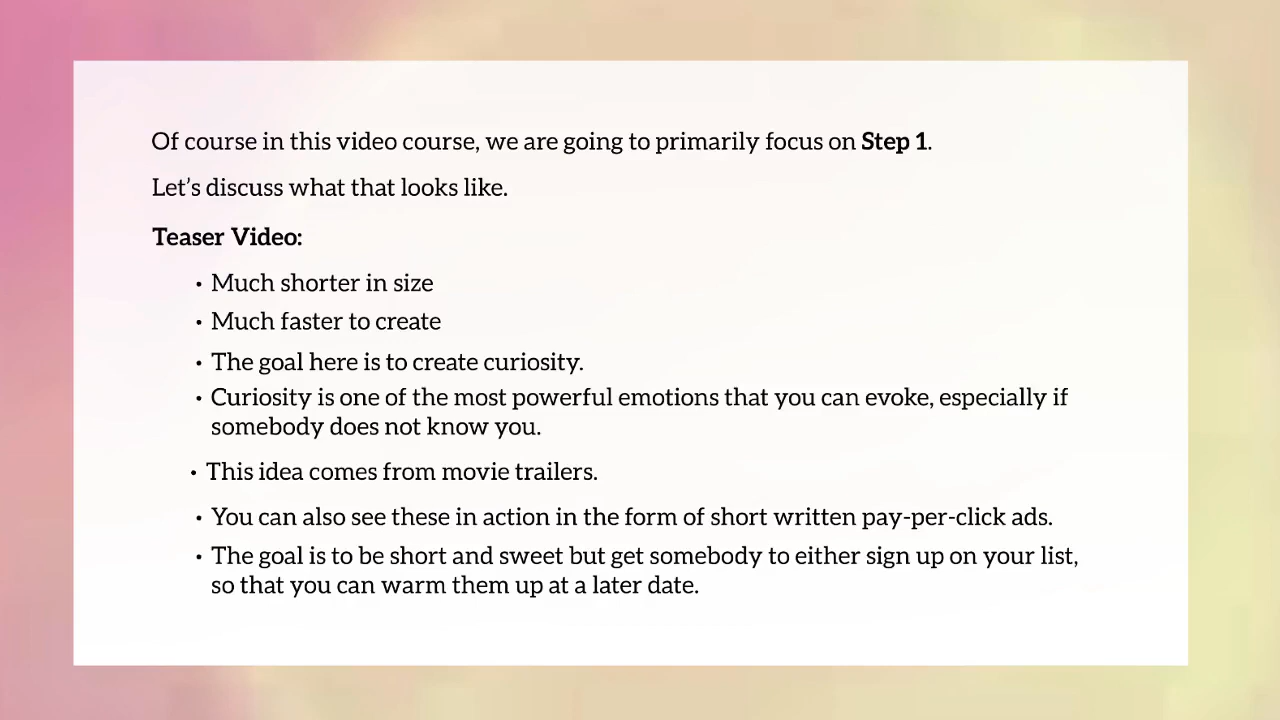 Of course in this video course, we are going to primarily focus on Step 1.
Let’s discuss what that looks like.
Teaser Video:
• Much shorter in size
• Much faster to create
• The goal here is to create curiosity.
• Curiosity is one of the most powerful emotions that you can evoke, especially if
somebody does not know you.
• This idea comes from movie trailers.
• You can also see these in action in the form of short written pay-per-click ads.
• The goal is to be short and sweet but get somebody to either sign up on your list,
so that you can warm them up at a later date.